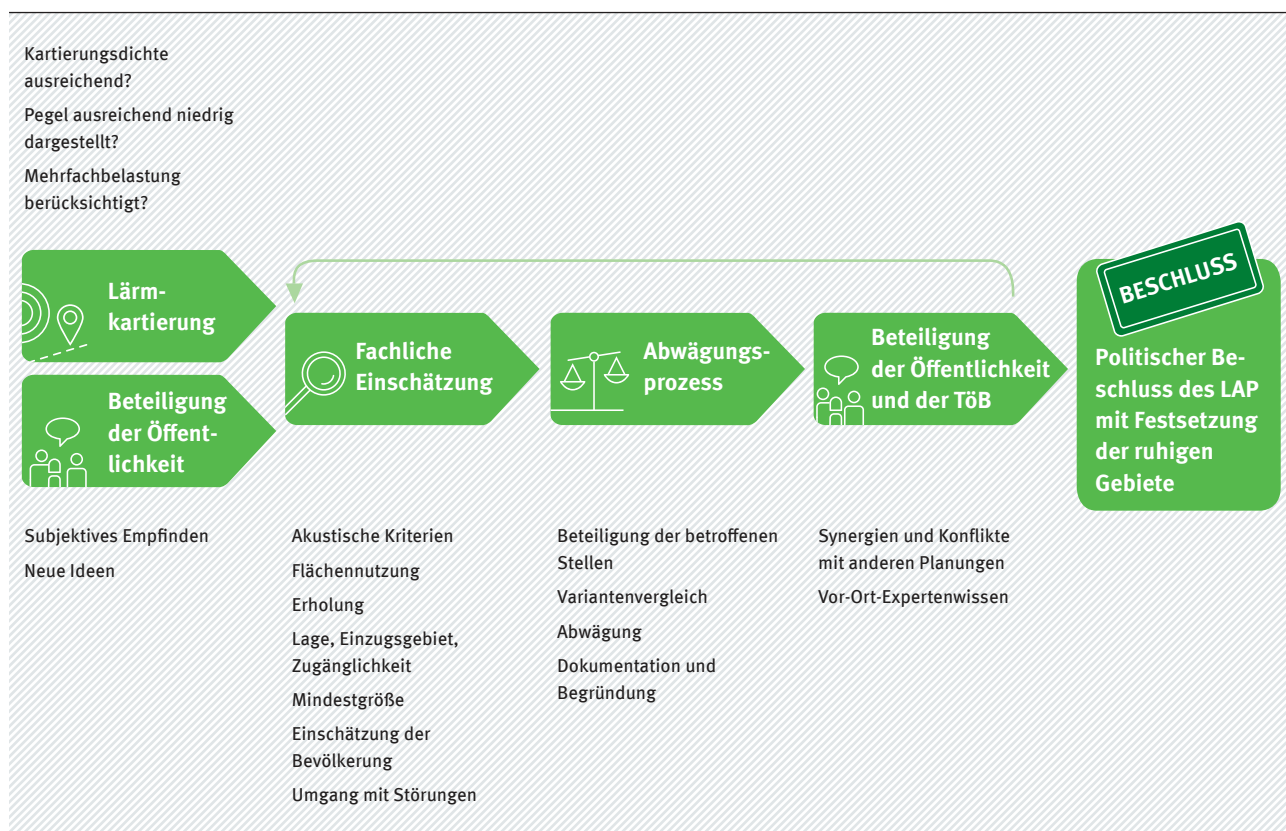 Kartierungsdichte
ausreichend?
Pegel ausreichend niedrig
dargestellt?
Mehrfachbelastung
berücksichtigt?
Lärm-
kartierung
Beteiligung
der Öffent-
lichkeit
Subjektives Empfinden
Neue Ideen
Fachliche
Einschätzung
Akustische Kriterien
Flächennutzung
Erholung
Lage, Einzugsgebiet,
Zugänglichkeit
Mindestgröße
Einschätzung der
Bevölkerung
Umgang mit Störungen
Abwägungs-
prozess
Beteiligung der betroffenen
Stellen
Variantenvergleich
Abwägung
Dokumentation und
Begründung
Beteiligung
der Öffentlichkeit
und der TöB
Synergien und Konflikte
mit anderen Planungen
Vor-Ort-Expertenwissen
BESCHLUSS
Politischer Be-
schluss des LAP
mit Festsetzung
der ruhigen
Gebiete